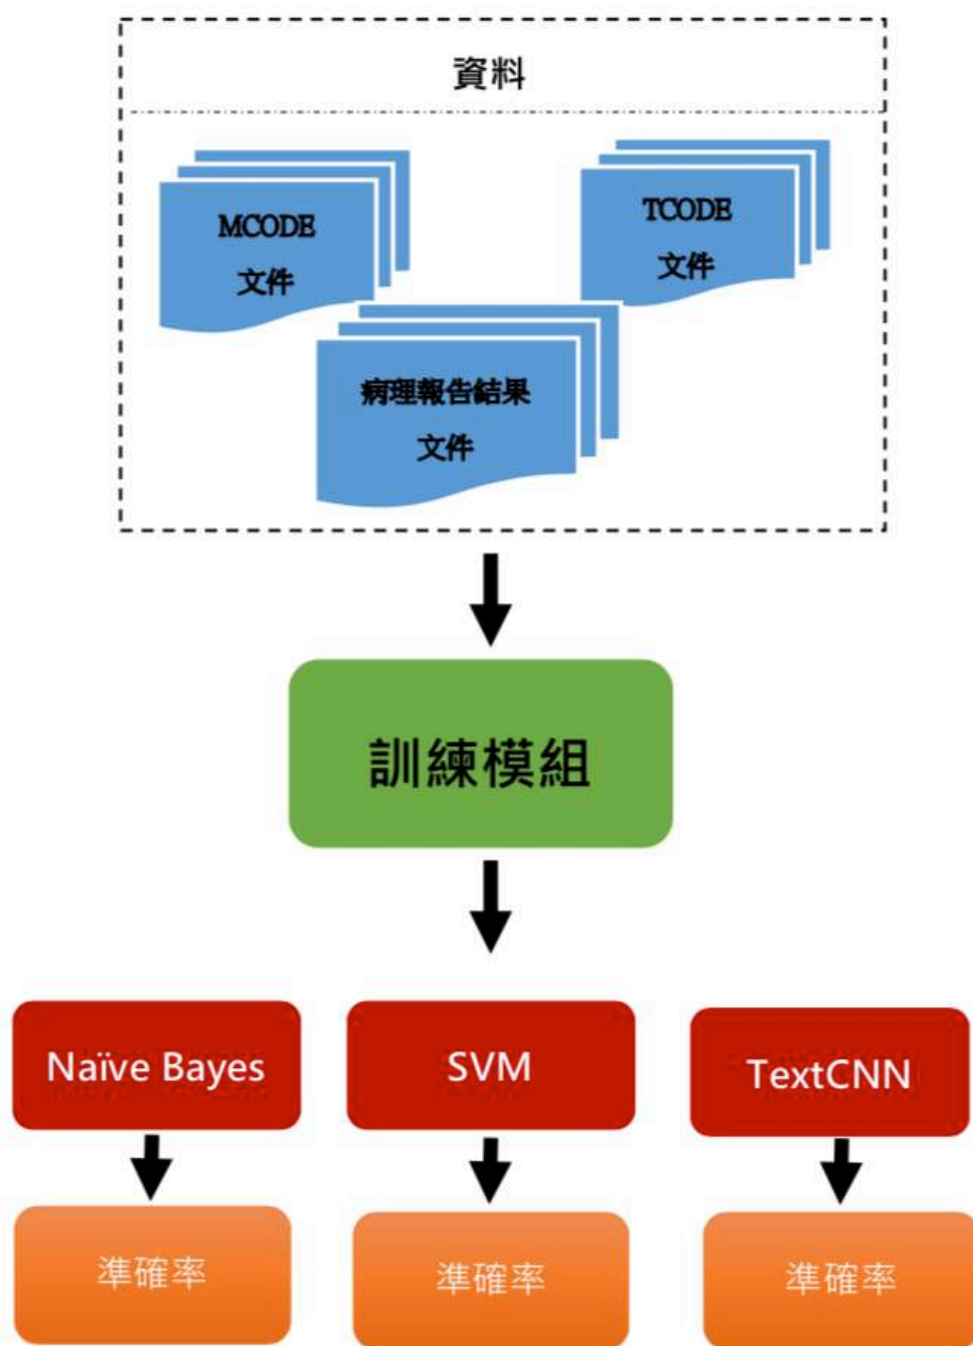 資料
MCODE
文件
TCODE
文件
病理報告結果
文件
訓練模組
Naïve Bayes
SVM
TextCNN
準確率
準確率
準確率